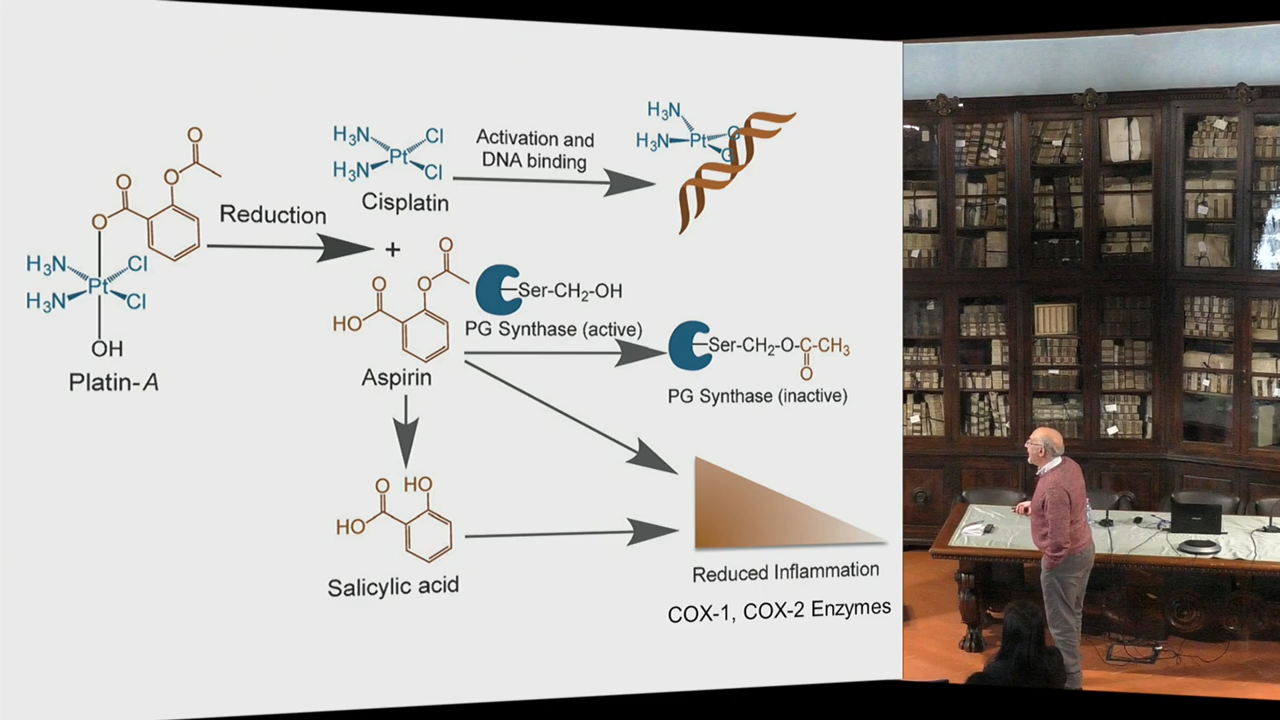 O
O
O
O
H₃N
Cl
Pt
H₃N
Cl
OH
Platin-A
Reduction
H₃N
Cl
Pt
H₃N
Cl
Cisplatin
Activation and
DNA binding
H₃N
G
H₃N
Pt
G
+
O
O
O
HO
Aspirin
Ser-CH₂-OH
PG Synthase (active)
Ser-CH₂-O-C-CH₃
O
PG Synthase (inactive)
O
HO
HO
Salicylic acid
Reduced Inflammation
COX-1, COX-2 Enzymes